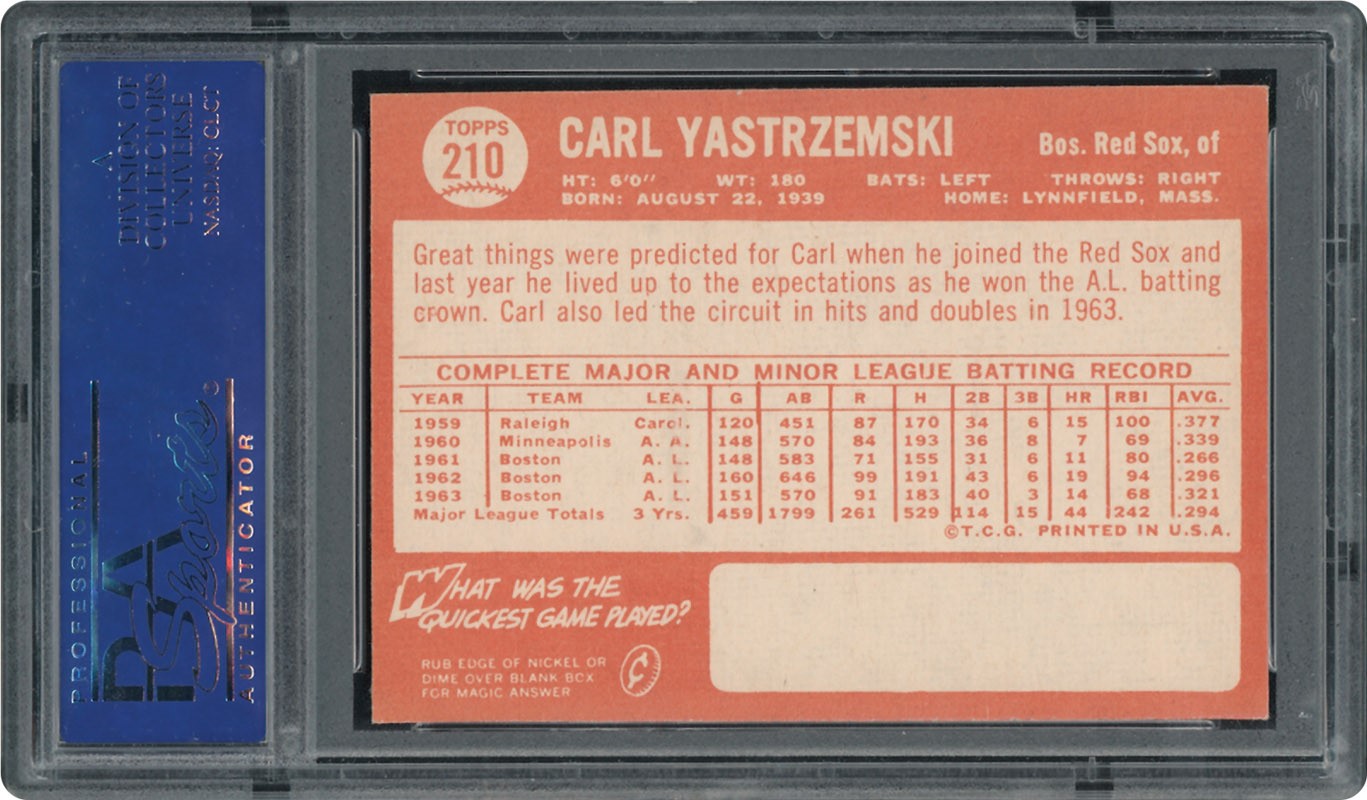 A
DIVISION OF
COLLECTORS
UNIVERSE
NASDAQ: CLCT
PROFESSIONAL
PSA
Sports
AUTHENTICATOR
TOPPS
210
CARL YASTRZEMSKI
Bos. Red Sox, of
HT: 6'0" WT: 180 BATS: LEFT THROWS: RIGHT
BORN: AUGUST 22, 1939 HOME: LYNNFIELD, MASS.
Great things were predicted for Carl when he joined the Red Sox and
last year he lived up to the expectations as he won the A.L. batting
crown. Carl also led the circuit in hits and doubles in 1963.
COMPLETE MAJOR AND MINOR LEAGUE BATTING RECORD
YEAR TEAM LEA. G AB R H 2B 3B HR RBI AVG.
1959 Raleigh Carol. 120 451 87 170 34 6 15 100 .377
1960 Minneapolis A. A. 148 570 84 193 36 8 7 69 .339
1961 Boston A. L. 148 583 71 155 31 6 11 80 .266
1962 Boston A. L. 160 646 99 191 43 6 19 94 .296
1963 Boston A. L. 151 570 91 183 40 3 14 68 .321
Major League Totals 3 Yrs. 459 1799 261 529 114 15 44 242 .294
©T.C.G. PRINTED IN U.S.A.
WHAT WAS THE
QUICKEST GAME PLAYED?
RUB EDGE OF NICKEL OR
DIME OVER BLANK BOX
FOR MAGIC ANSWER
¢